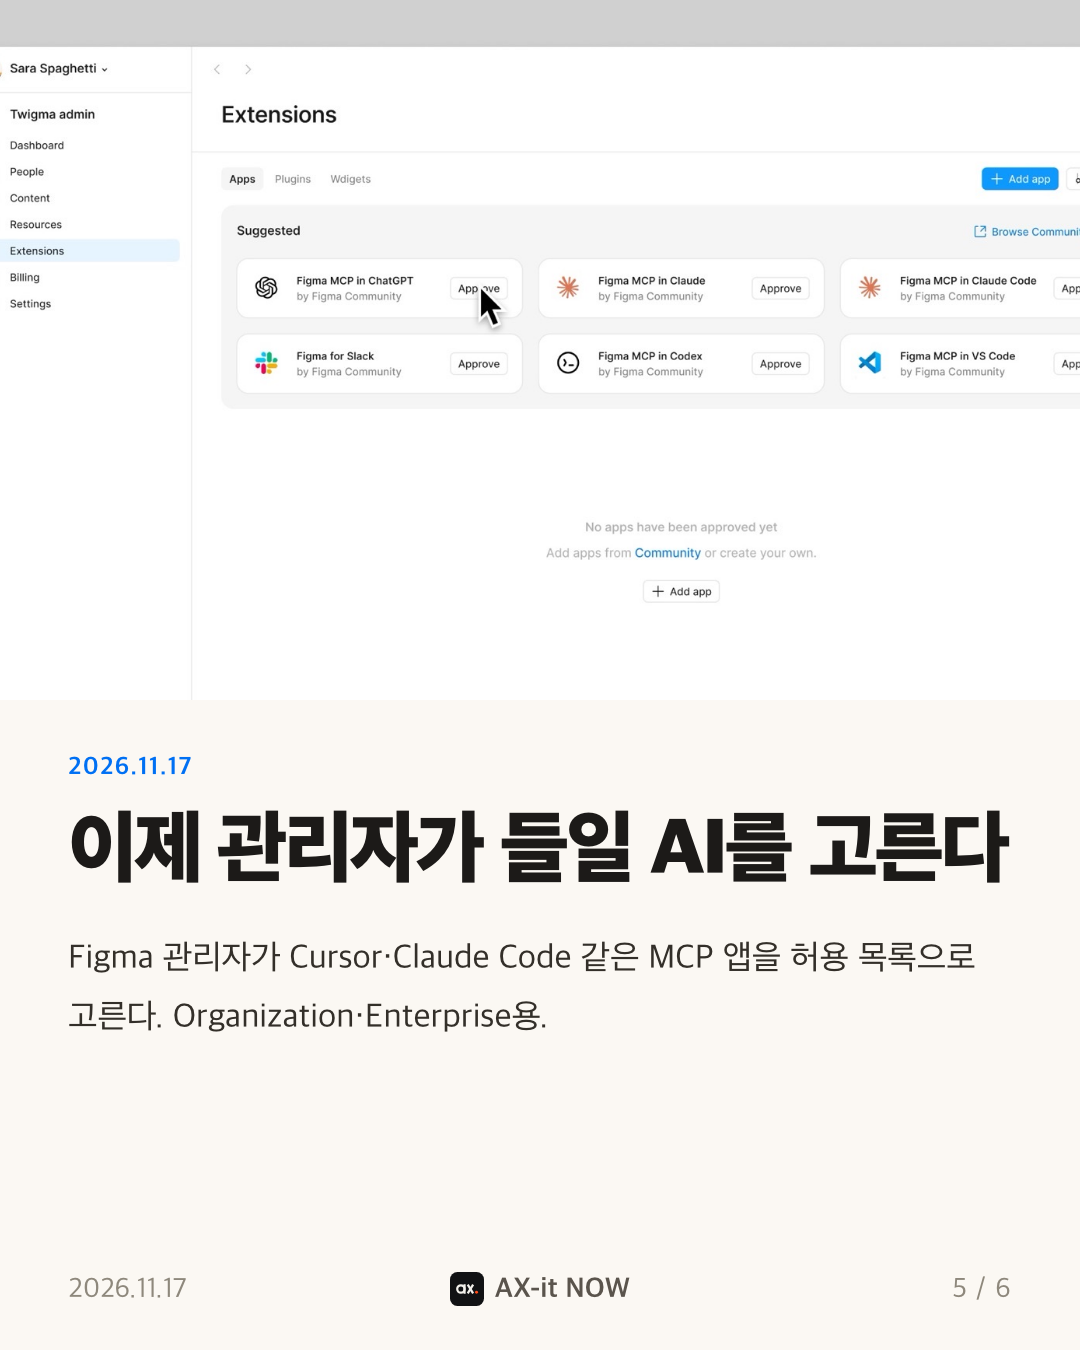 Sara Spaghetti
Twigma admin
Dashboard
People
Content
Resources
Extensions
Billing
Settings
Extensions
Apps Plugins Wdigets
Add app
Suggested
Browse Communit
Figma MCP in ChatGPT
by Figma Community
Approve
Figma MCP in Claude
by Figma Community
Approve
Figma MCP in Claude Code
by Figma Community
App
Figma for Slack
by Figma Community
Approve
Figma MCP in Codex
by Figma Community
Approve
Figma MCP in VS Code
by Figma Community
App
No apps have been approved yet
Add apps from Community or create your own.
Add app
2026.11.17
이제 관리자가 들일 AI를 고른다
Figma 관리자가 Cursor·Claude Code 같은 MCP 앱을 허용 목록으로
고른다. Organization·Enterprise용.
2026.11.17
ax. AX-it NOW
5 / 6